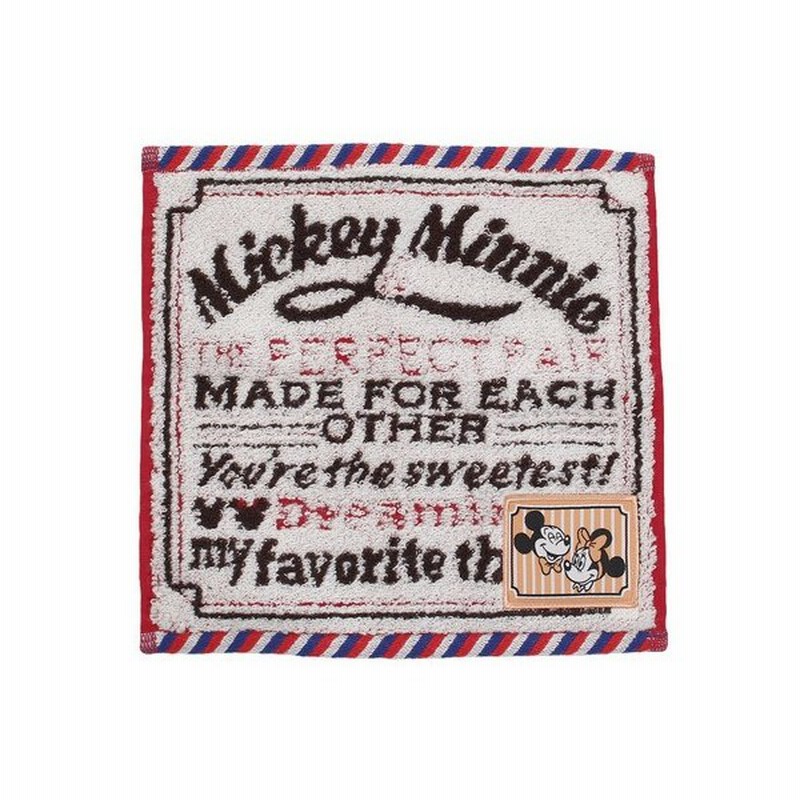 Mickey Minnie
THE PERFECT PAIR
MADE FOR EACH
OTHER
You're the sweetest!
my favorite